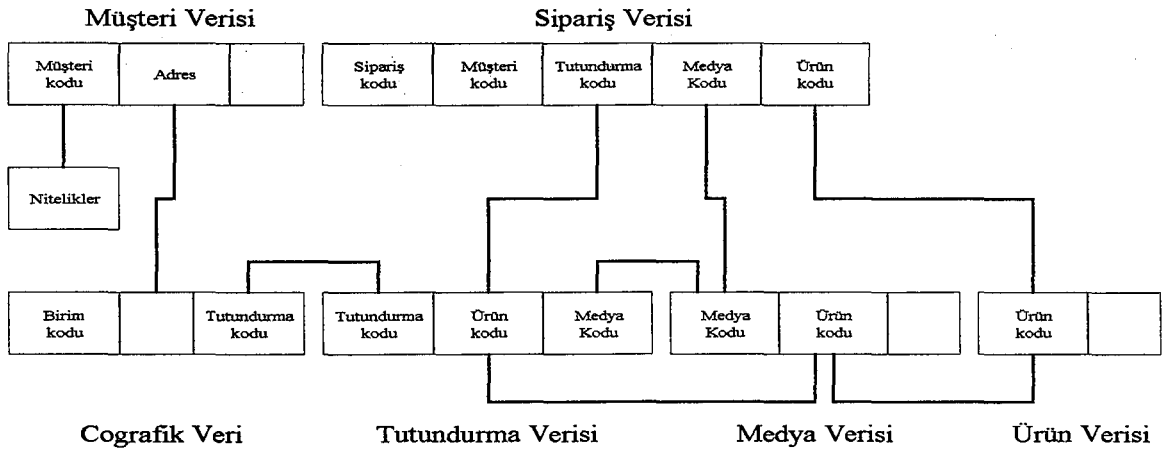 Müşteri Verisi
Sipariş Verisi
Müşteri
kodu
Adres
Sipariş
kodu
Müşteri
kodu
Tutundurma
kodu
Medya
Kodu
Ürün
kodu
Nitelikler
Birim
kodu
Tutundurma
kodu
Tutundurma
kodu
Ürün
kodu
Medya
Kodu
Medya
Kodu
Ürün
kodu
Ürün
kodu
Cografik Veri
Tutundurma Verisi
Medya Verisi
Ürün Verisi